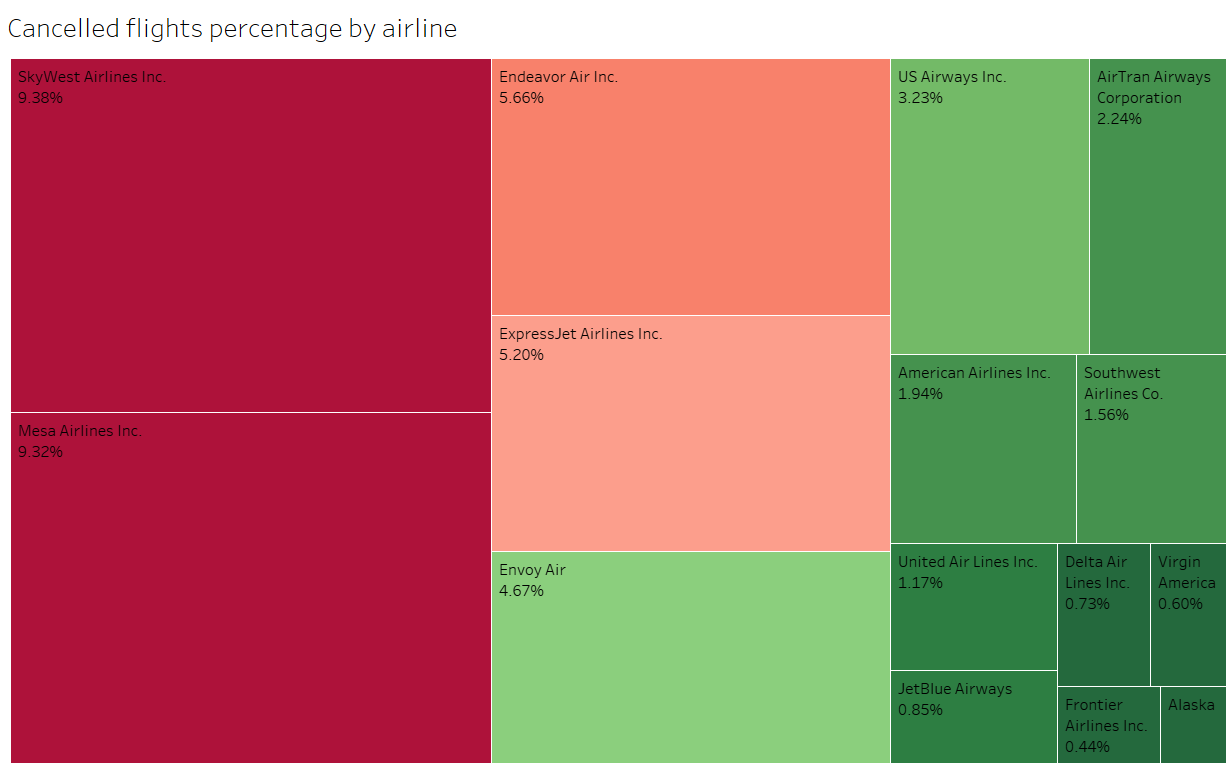 Cancelled flights percentage by airline
SkyWest Airlines Inc.
9.38%
Mesa Airlines Inc.
9.32%
Endeavor Air Inc.
5.66%
ExpressJet Airlines Inc.
5.20%
Envoy Air
4.67%
US Airways Inc.
3.23%
AirTran Airways
Corporation
2.24%
American Airlines Inc.
1.94%
Southwest
Airlines Co.
1.56%
United Air Lines Inc.
1.17%
JetBlue Airways
0.85%
Delta Air
Lines Inc.
0.73%
Virgin
America
0.60%
Frontier
Airlines Inc.
0.44%
Alaska